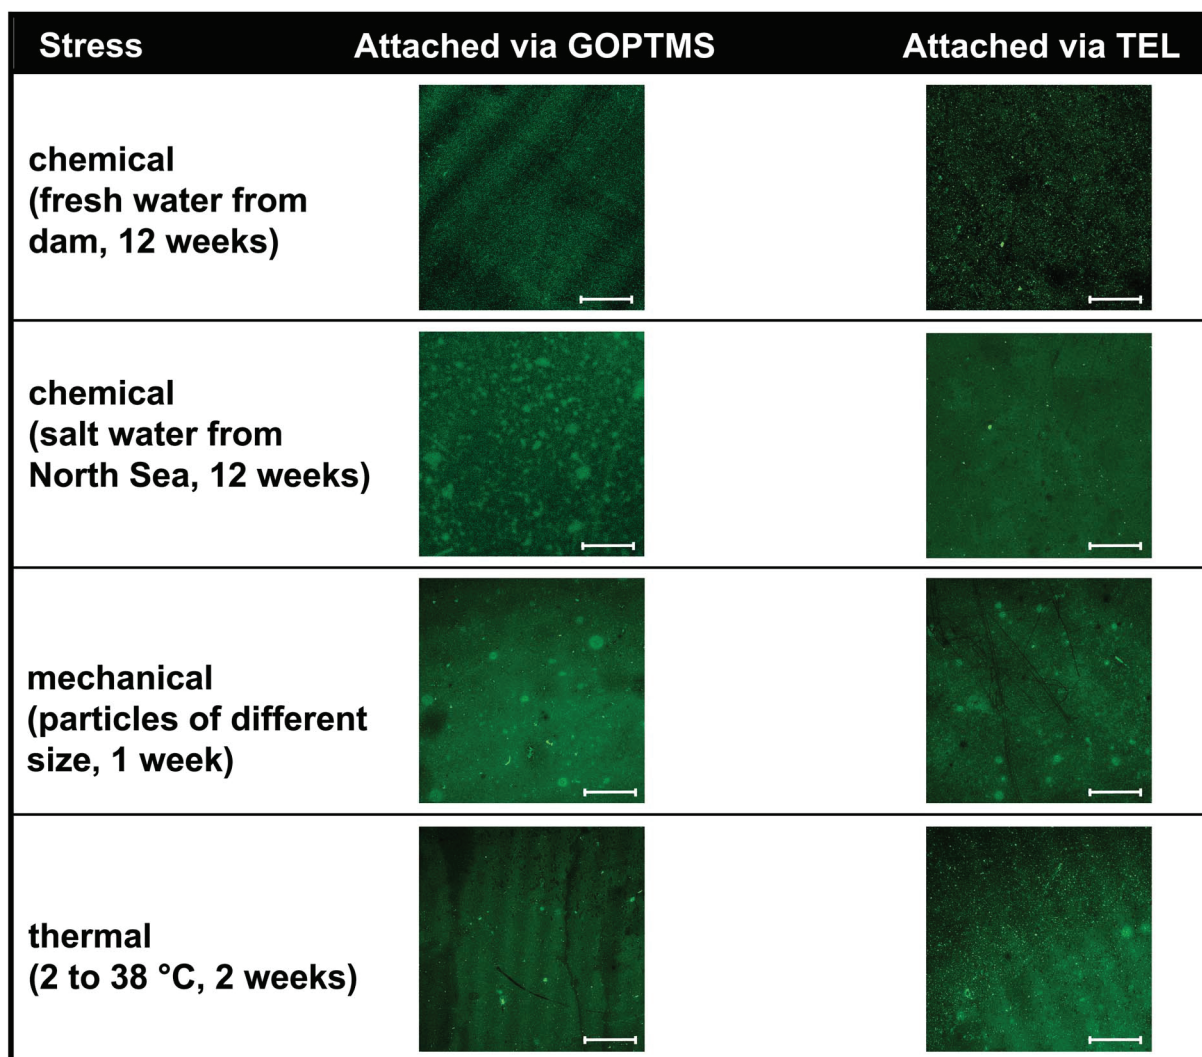 Stress Attached via GOPTMS Attached via TEL
chemical
(fresh water from
dam, 12 weeks)
chemical
(salt water from
North Sea, 12 weeks)
mechanical
(particles of different
size, 1 week)
thermal
(2 to 38 °C, 2 weeks)